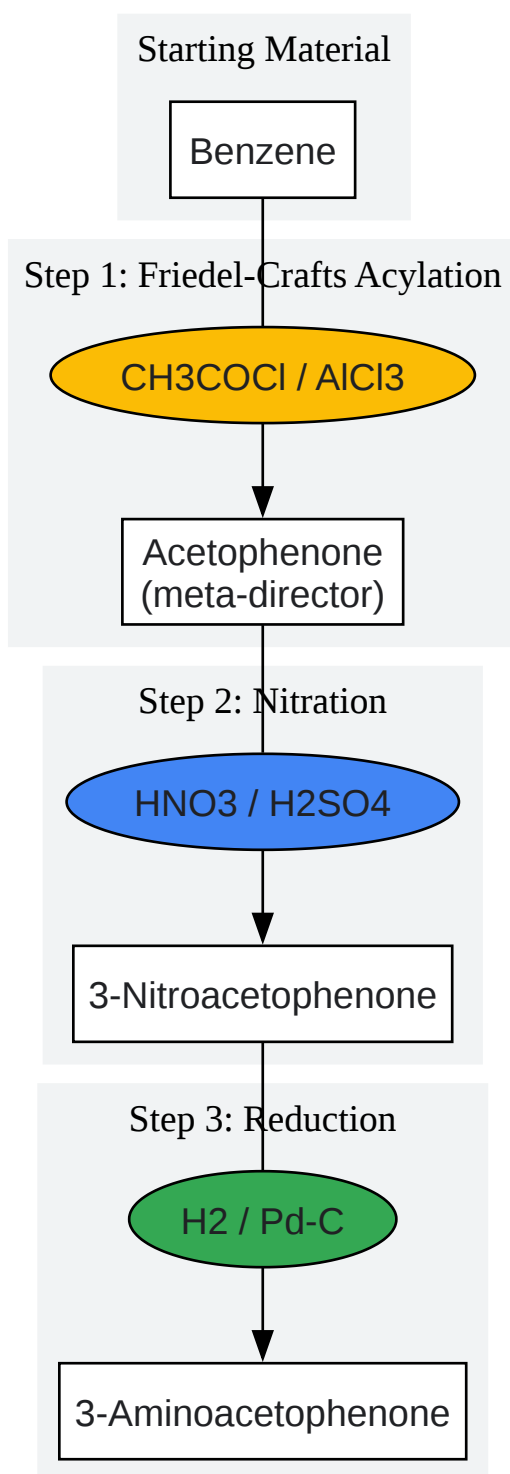 Starting Material
Benzene
Step 1: Friedel-Crafts Acylation
CH3COCl / AlCl3
Acetophenone
(meta-director)
Step 2: Nitration
HNO3 / H2SO4
3-Nitroacetophenone
Step 3: Reduction
H2 / Pd-C
3-Aminoacetophenone